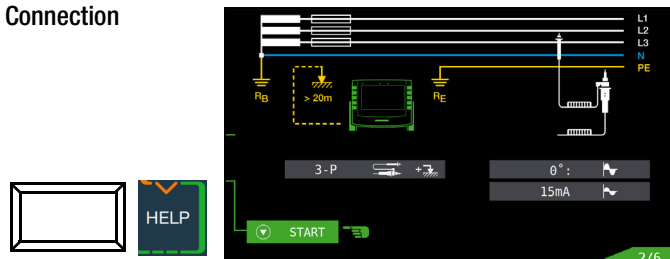 Connection
L1
L2
L3
N
PE
RB
> 20m
RE
3-P
+
0°:
15mA
HELP
START
2/6